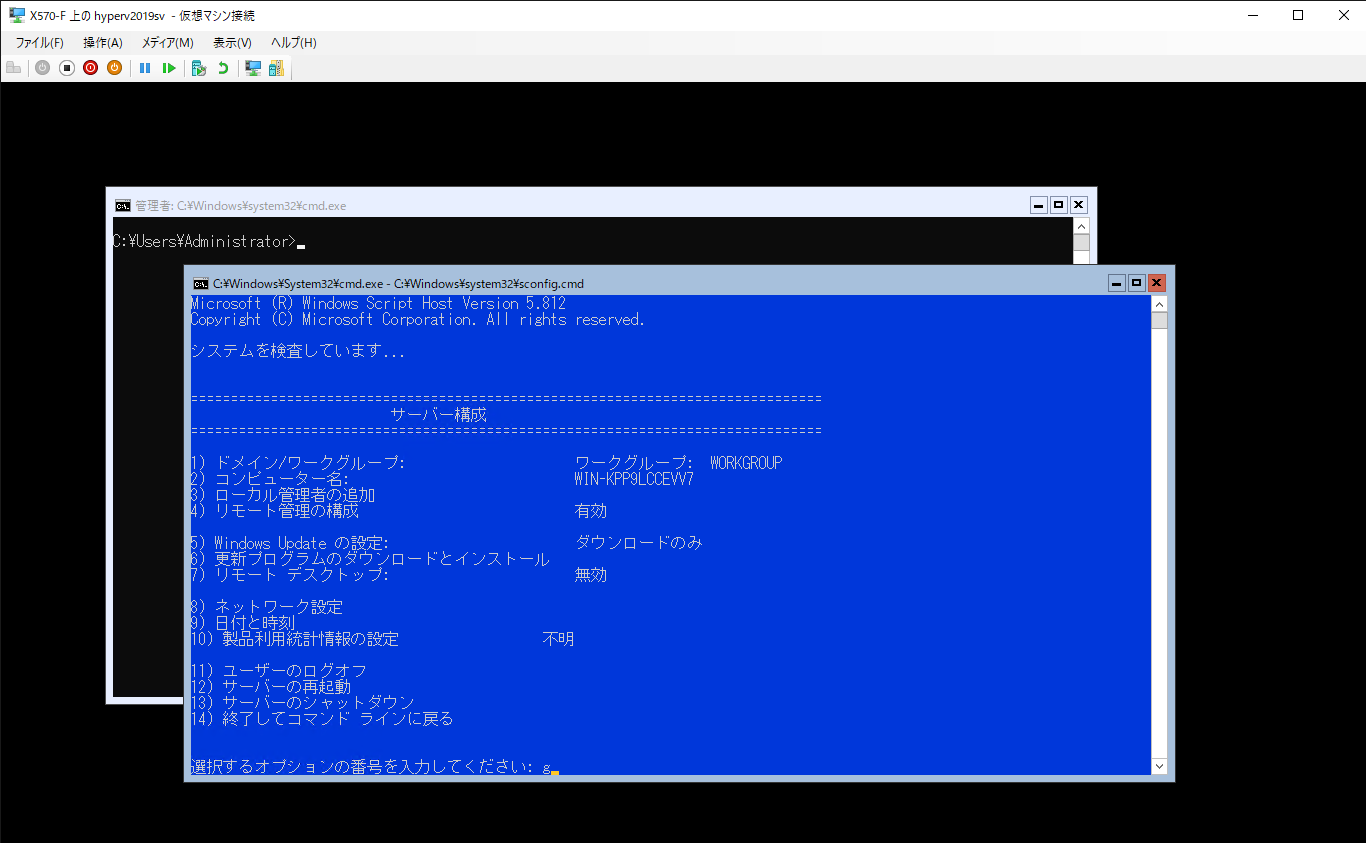 X570-F 上の hyperv2019sv - 仮想マシン接続
ファイル(F) 操作(A) メディア(M) 表示(V) ヘルプ(H)
管理者: C:¥Windows¥system32¥cmd.exe
C:¥Users¥Administrator>
C:¥Windows¥System32¥cmd.exe - C:¥Windows¥system32¥sconfig.cmd
Microsoft (R) Windows Script Host Version 5.812
Copyright (C) Microsoft Corporation. All rights reserved.
システムを検査しています...
===============================================================================
サーバー構成
===============================================================================
1) ドメイン/ワークグループ: ワークグループ: WORKGROUP
2) コンピューター名: WIN-KPP9LCCEVV7
3) ローカル管理者の追加
4) リモート管理の構成 有効
5) Windows Update の設定: ダウンロードのみ
6) 更新プログラムのダウンロードとインストール
7) リモート デスクトップ: 無効
8) ネットワーク設定
9) 日付と時刻
10) 製品利用統計情報の設定 不明
11) ユーザーのログオフ
12) サーバーの再起動
13) サーバーのシャットダウン
14) 終了してコマンド ラインに戻る
選択するオプションの番号を入力してください: g